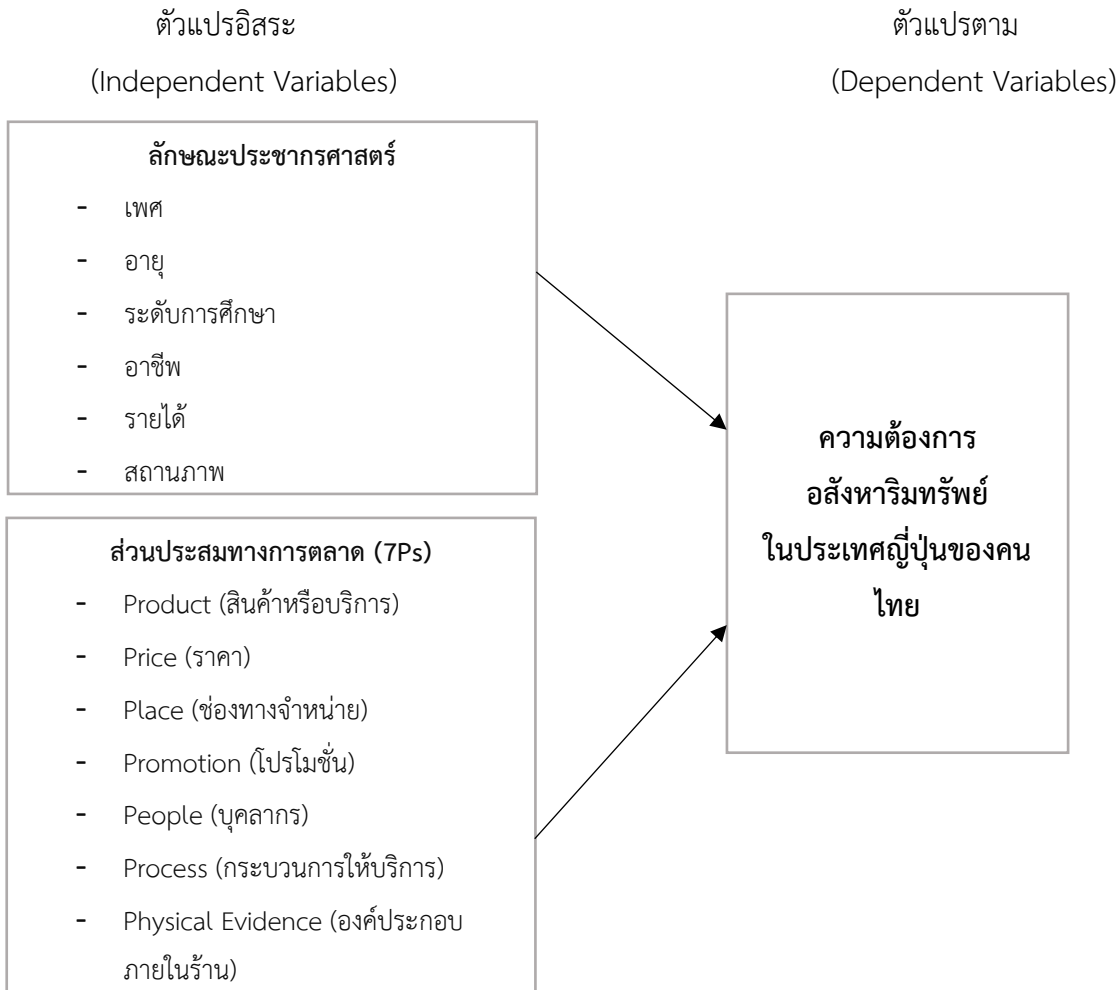 ตัวแปรอิสระ
(Independent Variables)
ตัวแปรตาม
(Dependent Variables)
ลักษณะประชากรศาสตร์
- เพศ
- อายุ
- ระดับการศึกษา
- อาชีพ
- รายได้
- สถานภาพ
ส่วนประสมทางการตลาด (7Ps)
- Product (สินค้าหรือบริการ)
- Price (ราคา)
- Place (ช่องทางจำหน่าย)
- Promotion (โปรโมชั่น)
- People (บุคลากร)
- Process (กระบวนการให้บริการ)
- Physical Evidence (องค์ประกอบ
ภายในร้าน)
ความต้องการ
อสังหาริมทรัพย์
ในประเทศญี่ปุ่นของคน
ไทย